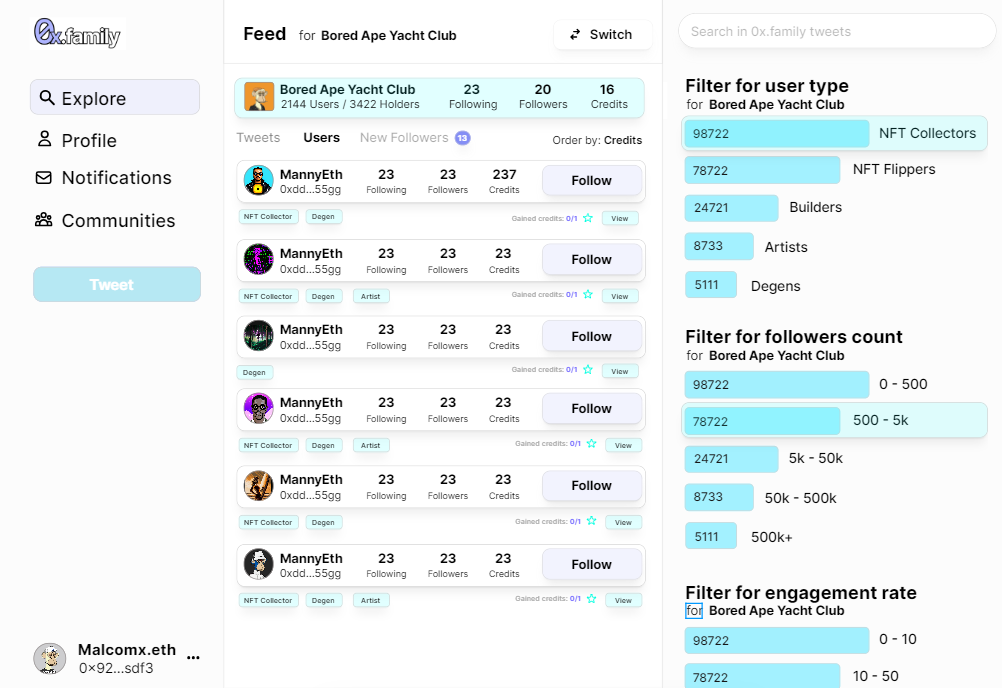 0x.family
Explore
Profile
Notifications
Communities
Tweet
Malcomx.eth
0x92...sdf3
Feed for Bored Ape Yacht Club
Switch
Bored Ape Yacht Club
2144 Users / 3422 Holders
23 Following
20 Followers
16 Credits
Tweets Users New Followers 13
Order by: Credits
MannyEth
0xdd...55gg
23 Following
23 Followers
237 Credits
Follow
NFT Collector Degen
Gained credits: 0/1 View
MannyEth
0xdd...55gg
23 Following
23 Followers
23 Credits
Follow
NFT Collector Degen Artist
Gained credits: 0/1 View
MannyEth
0xdd...55gg
23 Following
23 Followers
23 Credits
Follow
Degen
Gained credits: 0/1 View
MannyEth
0xdd...55gg
23 Following
23 Followers
23 Credits
Follow
NFT Collector Degen Artist
Gained credits: 0/1 View
MannyEth
0xdd...55gg
23 Following
23 Followers
23 Credits
Follow
NFT Collector Degen
Gained credits: 0/1 View
MannyEth
0xdd...55gg
23 Following
23 Followers
23 Credits
Follow
NFT Collector Degen Artist
Gained credits: 0/1 View
Search in 0x.family tweets
Filter for user type
for Bored Ape Yacht Club
98722 NFT Collectors
78722 NFT Flippers
24721 Builders
8733 Artists
5111 Degens
Filter for followers count
for Bored Ape Yacht Club
98722 0 - 500
78722 500 - 5k
24721 5k - 50k
8733 50k - 500k
5111 500k+
Filter for engagement rate
for Bored Ape Yacht Club
98722 0 - 10
78722 10 - 50